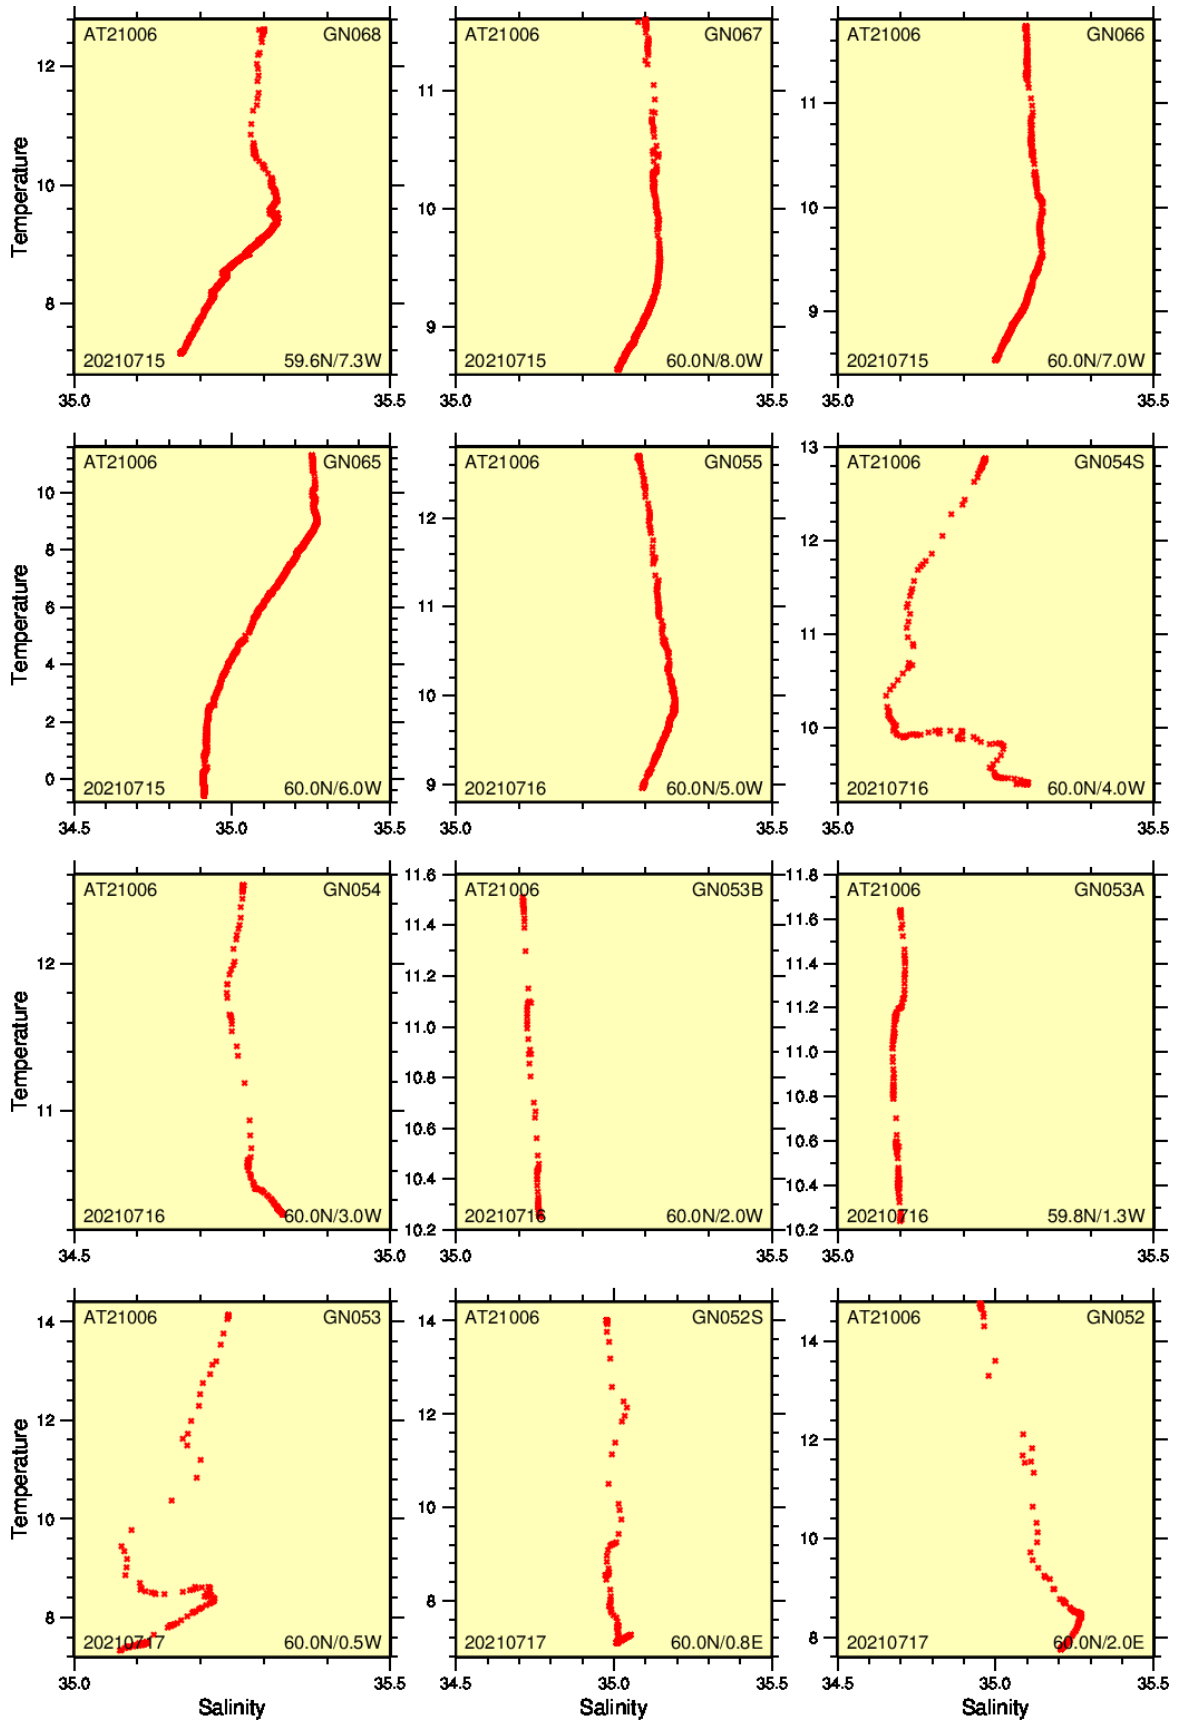 AT21006 GN068
12
10
8
Temperature
20210715 59.6N/7.3W
35.0 35.5
AT21006 GN067
11
10
9
20210715 60.0N/8.0W
35.0 35.5
AT21006 GN066
11
10
9
20210715 60.0N/7.0W
35.0 35.5
AT21006 GN065
10
8
6
4
2
0
Temperature
20210715 60.0N/6.0W
34.5 35.0 35.5
AT21006 GN055
12
11
10
9
20210716 60.0N/5.0W
35.0 35.5
13
AT21006 GN054S
12
11
10
20210716 60.0N/4.0W
35.0 35.5
AT21006 GN054
12
11
Temperature
20210716 60.0N/3.0W
34.5 35.0
11.6
AT21006 GN053B
11.4
11.2
11.0
10.8
10.6
10.4
20210716 60.0N/2.0W
10.2
35.0 35.5
11.8
AT21006 GN053A
11.6
11.4
11.2
11.0
10.8
10.6
10.4
20210716 59.8N/1.3W
10.2
35.0 35.5
AT21006 GN053
14
12
10
8
Temperature
20210717 60.0N/0.5W
35.0 35.5
Salinity
AT21006 GN052S
14
12
10
8
20210717 60.0N/0.8E
34.5 35.0 35.5
Salinity
AT21006 GN052
14
12
10
8
20210717 60.0N/2.0E
34.5 35.0 35.5
Salinity